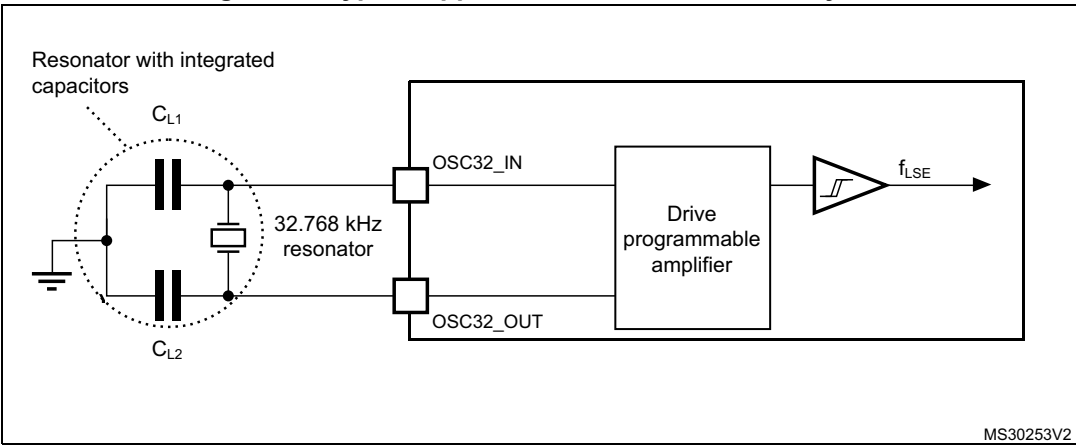 Resonator with integrated
capacitors
CL1
OSC32_IN
fLSE
32.768 kHz
resonator
Drive
programmable
amplifier
OSC32_OUT
CL2
MS30253V2